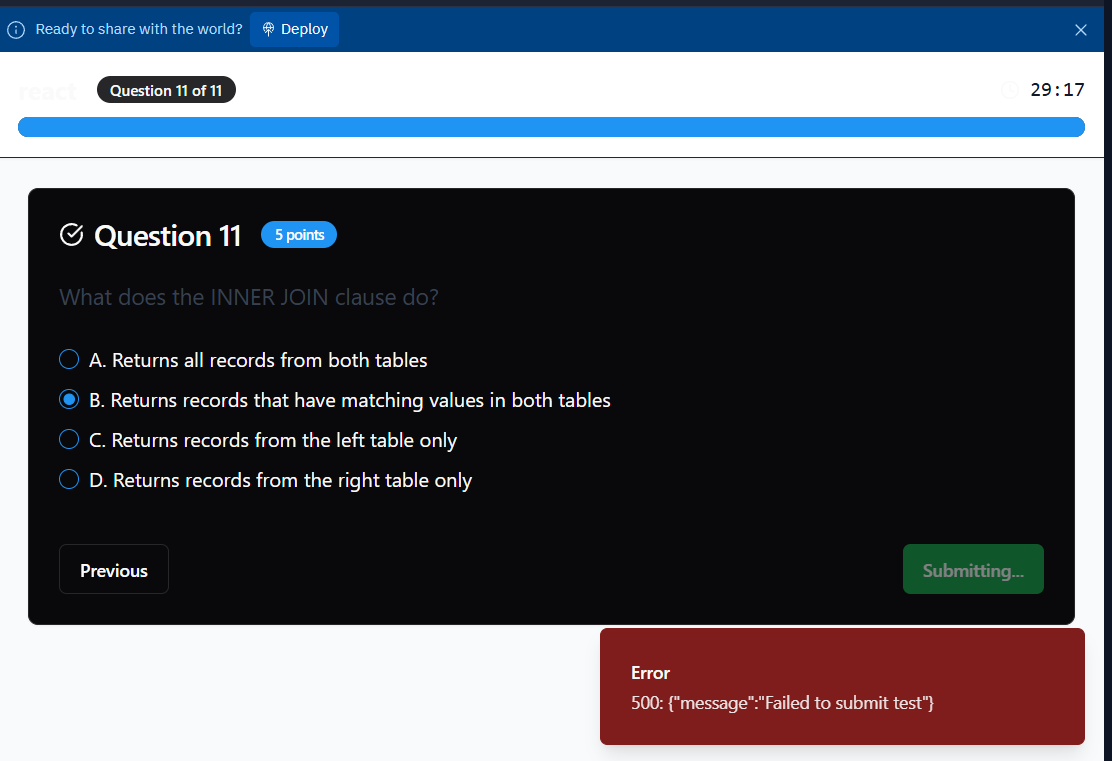 Ready to share with the world? Deploy
react Question 11 of 11 29:17
Question 11 5 points
What does the INNER JOIN clause do?
A. Returns all records from both tables
B. Returns records that have matching values in both tables
C. Returns records from the left table only
D. Returns records from the right table only
Previous Submitting...
Error
500: {"message":"Failed to submit test"}